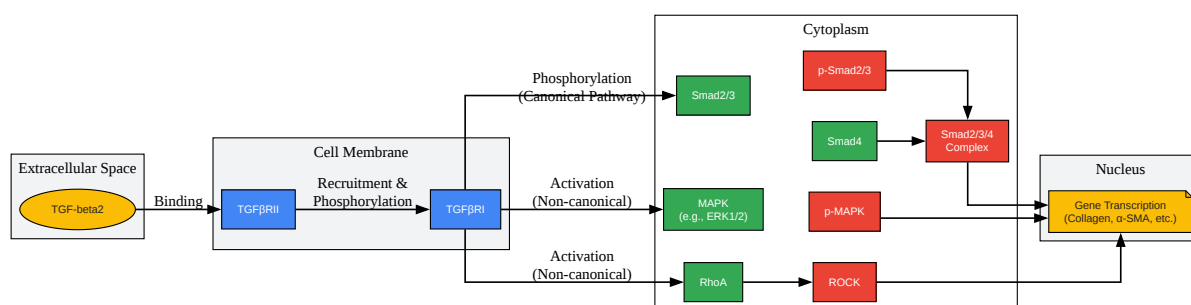 Cytoplasm
p-Smad2/3
Phosphorylation
(Canonical Pathway)
Smad2/3
Smad4
Smad2/3/4
Complex
Cell Membrane
Extracellular Space
Nucleus
TGF-beta2
Binding
TGFβRII
Recruitment &
Phosphorylation
TGFβRI
Activation
(Non-canonical)
MAPK
(e.g., ERK1/2)
p-MAPK
Gene Transcription
(Collagen, α-SMA, etc.)
Activation
(Non-canonical)
RhoA
ROCK